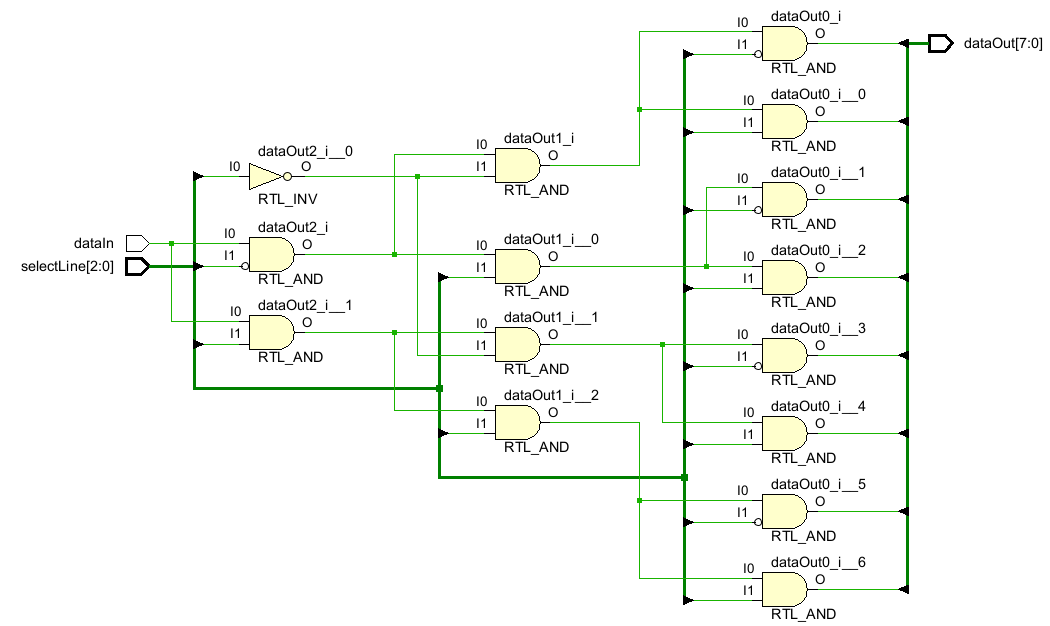 dataIn
selectLine[2:0]
dataOut2_i__0
I0
O
RTL_INV
dataOut2_i
I0
I1
O
RTL_AND
dataOut2_i__1
I0
I1
O
RTL_AND
dataOut1_i
I0
I1
O
RTL_AND
dataOut1_i__0
I0
I1
O
RTL_AND
dataOut1_i__1
I0
I1
O
RTL_AND
dataOut1_i__2
I0
I1
O
RTL_AND
dataOut0_i
I0
I1
O
RTL_AND
dataOut0_i__0
I0
I1
O
RTL_AND
dataOut0_i__1
I0
I1
O
RTL_AND
dataOut0_i__2
I0
I1
O
RTL_AND
dataOut0_i__3
I0
I1
O
RTL_AND
dataOut0_i__4
I0
I1
O
RTL_AND
dataOut0_i__5
I0
I1
O
RTL_AND
dataOut0_i__6
I0
I1
O
RTL_AND
dataOut[7:0]